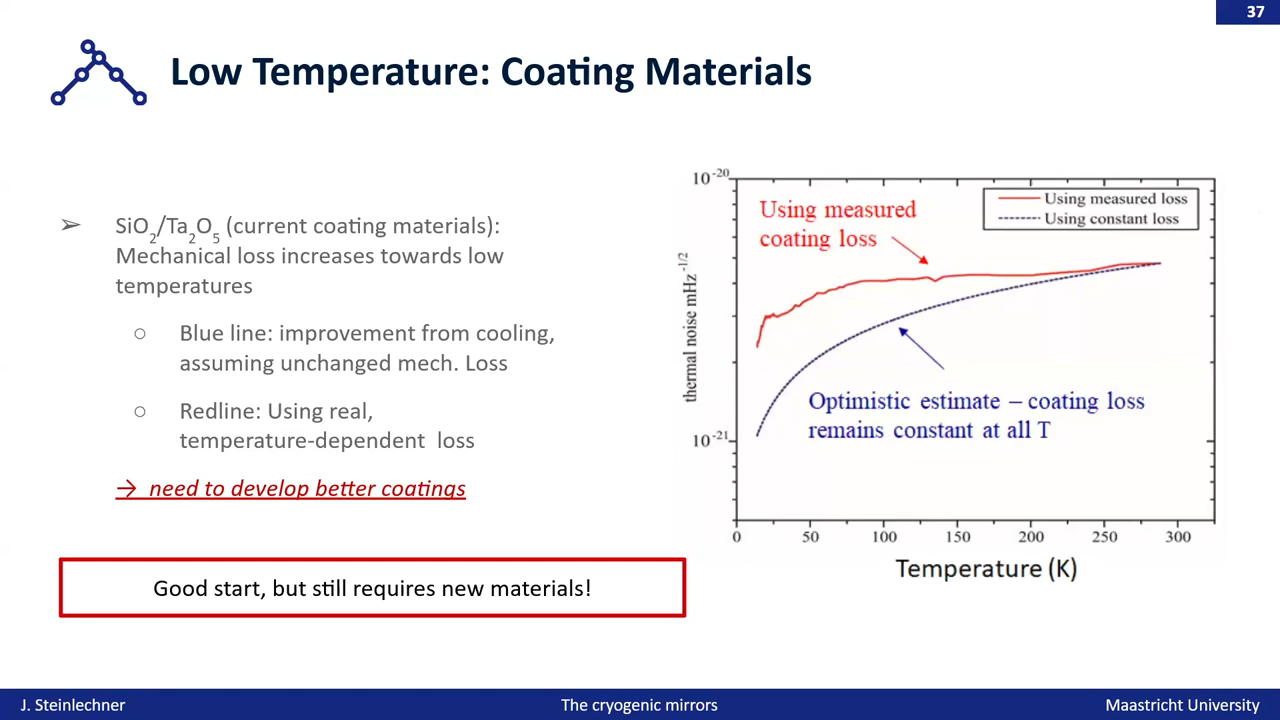 37
Low Temperature: Coating Materials
➢ SiO2/Ta2O5 (current coating materials):
Mechanical loss increases towards low
temperatures
○ Blue line: improvement from cooling,
assuming unchanged mech. Loss
○ Redline: Using real,
temperature-dependent loss
→ need to develop better coatings
Good start, but still requires new materials!
10⁻²⁰
10⁻²¹
thermal noise mHz⁻¹/²
Using measured
coating loss
Using measured loss
Using constant loss
Optimistic estimate – coating loss
remains constant at all T
0 50 100 150 200 250 300
Temperature (K)
J. Steinlechner
The cryogenic mirrors
Maastricht University